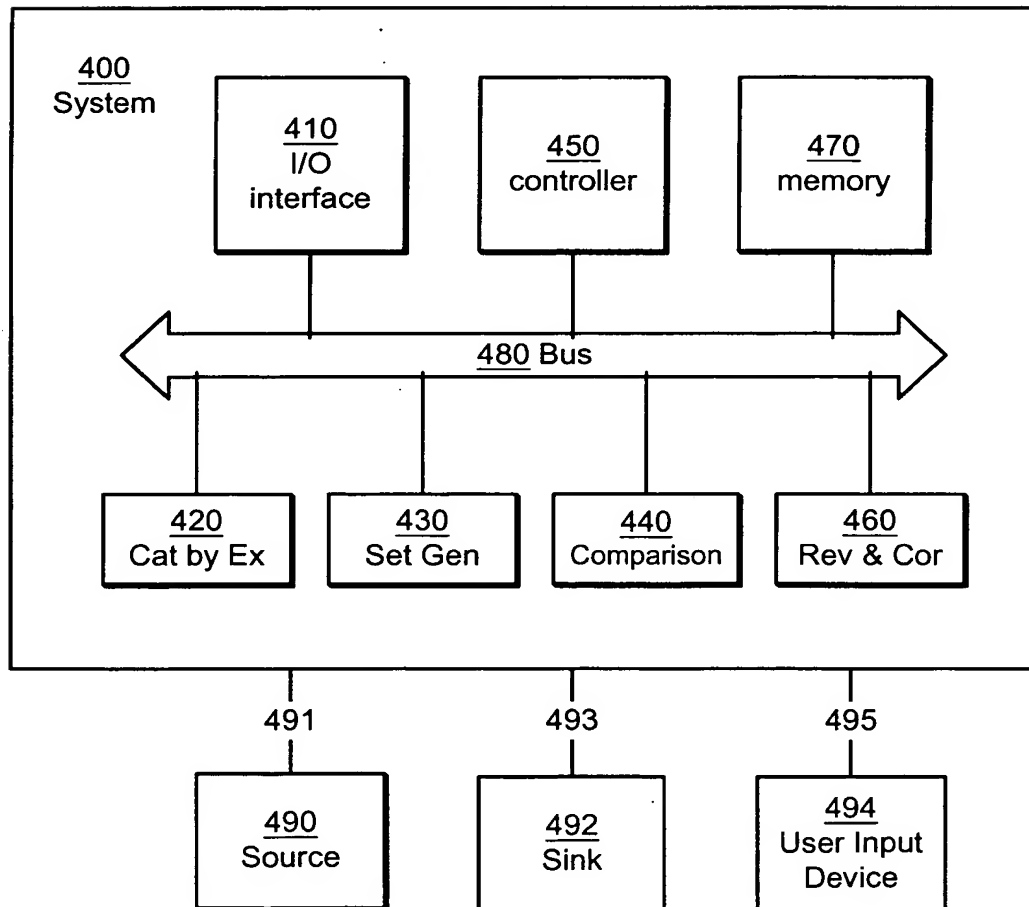 400
System
410
I/O
interface
450
controller
470
memory
480 Bus
420
Cat by Ex
430
Set Gen
440
Comparison
460
Rev & Cor
491
493
495
490
Source
492
Sink
494
User Input
Device